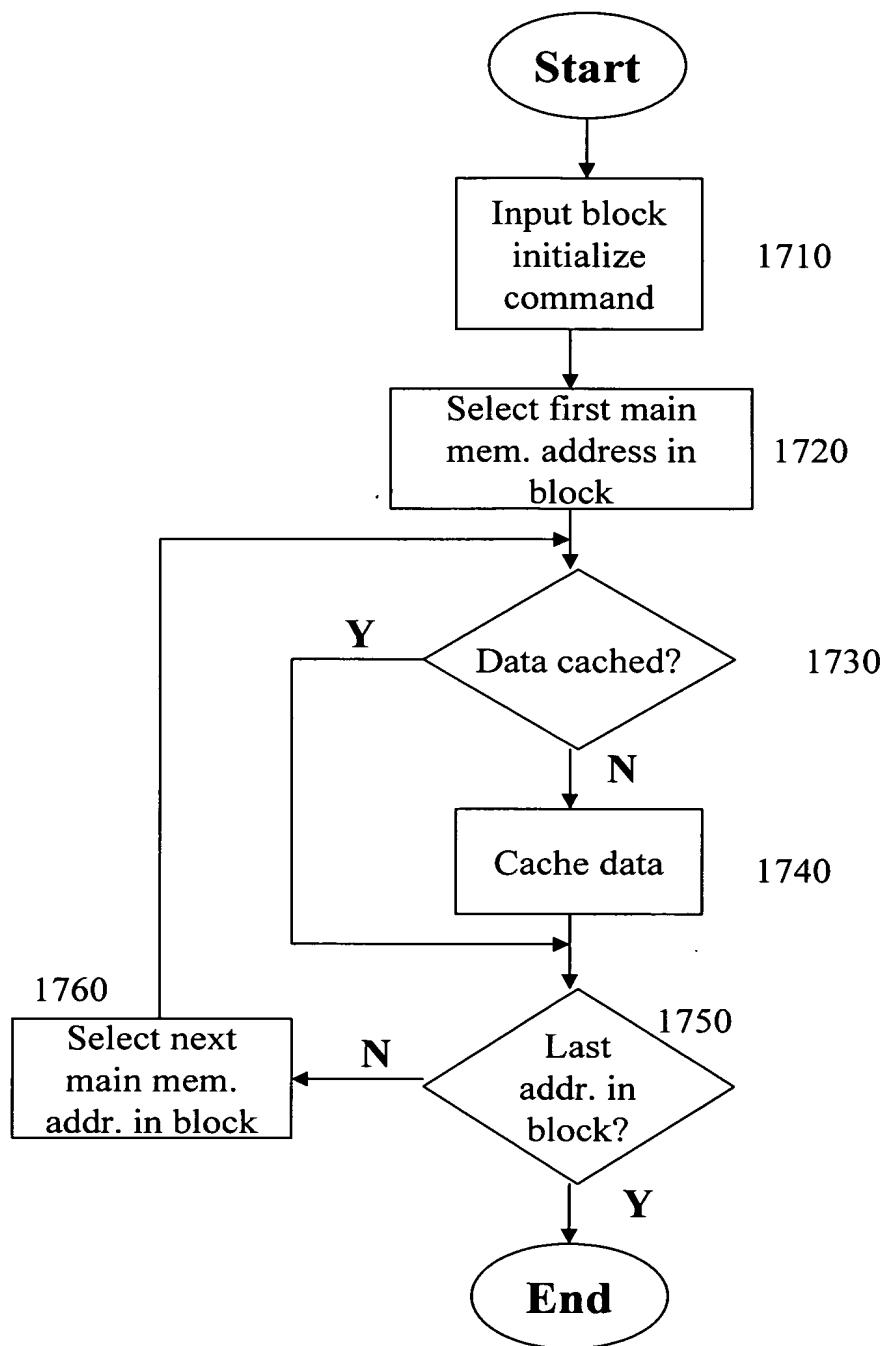 Start
Input block
initialize
command
1710
Select first main
mem. address in
block
1720
Y
Data cached?
1730
N
Cache data
1740
1760
Select next
main mem.
addr. in block
N
1750
Last
addr. in
block?
Y
End